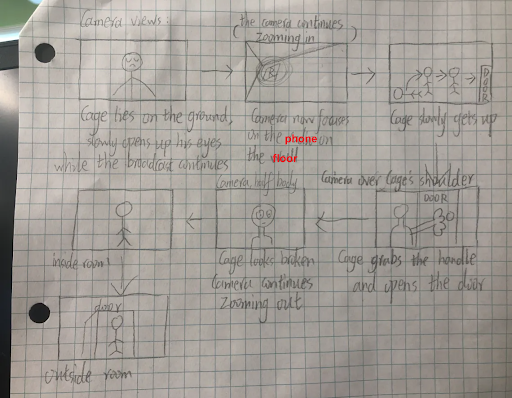 Camera views:
(the camera continues
zooming in)
Cage lies on the ground,
slowly opens up his eyes
while the broadcast continues
Camera now focuses
on the phone on
the floor
DOOR
Cage slowly gets up
Camera over Cage's shoulder
DOOR
Cage grabs the handle
and opens the door
Camera half body
Cage looks broken
Camera continues
zooming out
inside room
door
outside room